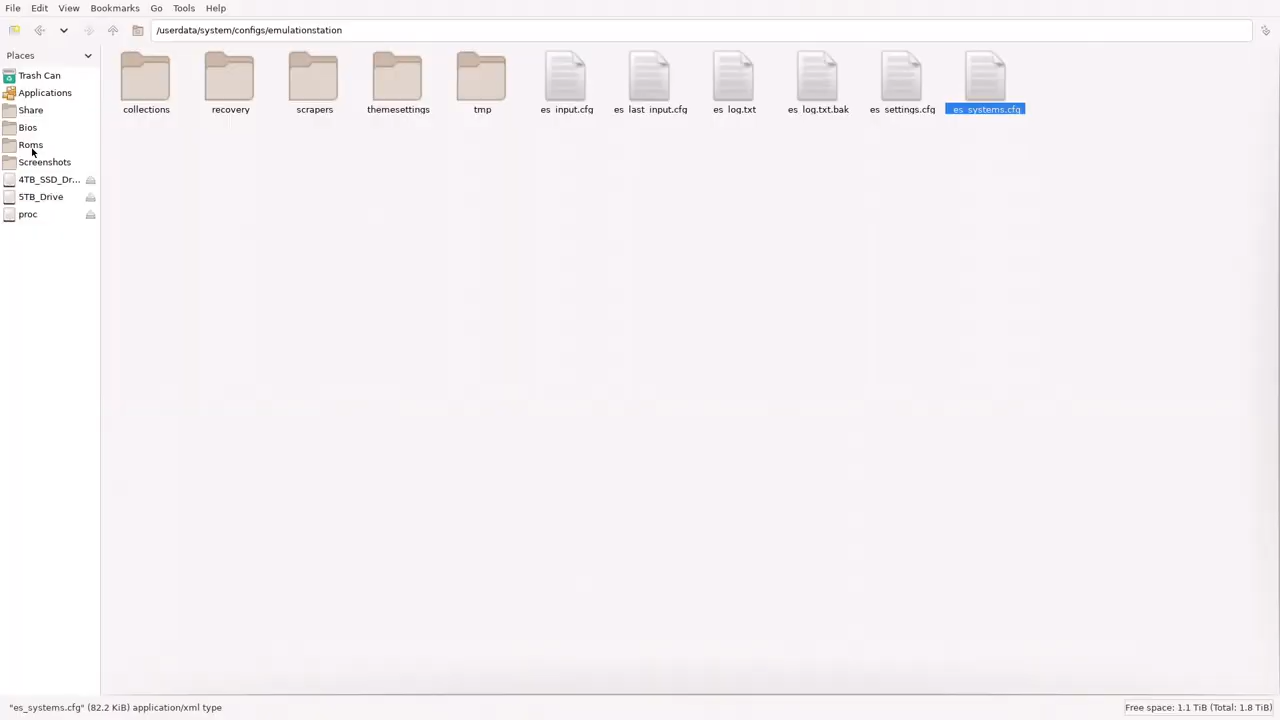 File Edit View Bookmarks Go Tools Help
/userdata/system/configs/emulationstation
Places
Trash Can
Applications
Share
Bios
Roms
Screenshots
4TB_SSD_Dr...
5TB_Drive
proc
collections recovery scrapers themesettings tmp es_input.cfg es_last_input.cfg es_log.txt es_log.txt.bak es_settings.cfg es_systems.cfg
"es_systems.cfg" (82.2 KiB) application/xml type
Free space: 1.1 TiB (Total: 1.8 TiB)